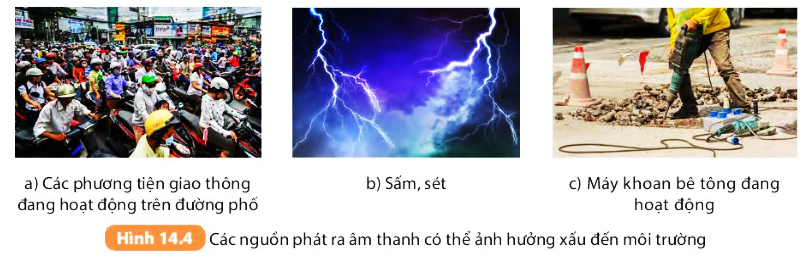 a) Các phương tiện giao thông
đang hoạt động trên đường phố
b) Sấm, sét
c) Máy khoan bê tông đang
hoạt động
Hình 14.4 Các nguồn phát ra âm thanh có thể ảnh hưởng xấu đến môi trường